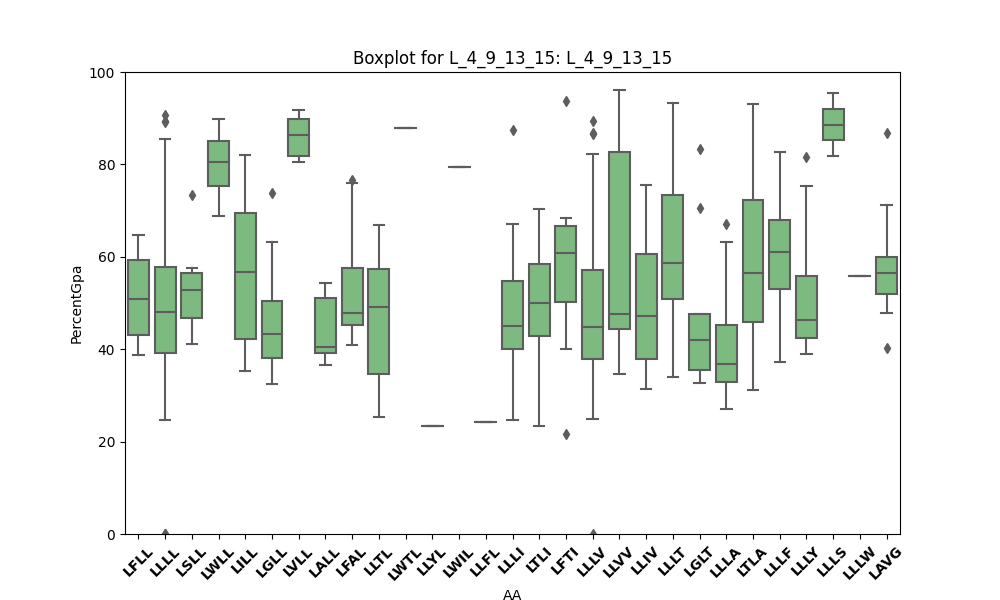 Boxplot for L_4_9_13_15: L_4_9_13_15
100
80
60
40
20
0
PercentGpa
LFLL LLLL LSLL LWLL LILL LGLL LVLL LALL LFAL LLTL LWTL LLYL LWIL LLFL LLLI LTLI LFTI LLLV LLVV LLIV LLLT LGLT LLLA LTLA LLLF LLLY LLLS LLLW LAVG
AA